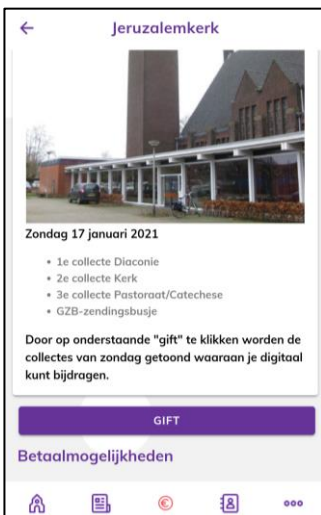 Jeruzalemkerk
Zondag 17 januari 2021
1e collecte Diaconie
2e collecte Kerk
3e collecte Pastoraat/Catechese
GZB-zendingsbusje
Door op onderstaande "gift" te klikken worden de
collectes van zondag getoond waaraan je digitaal
kunt bijdragen.
GIFT
Betaalmogelijkheden